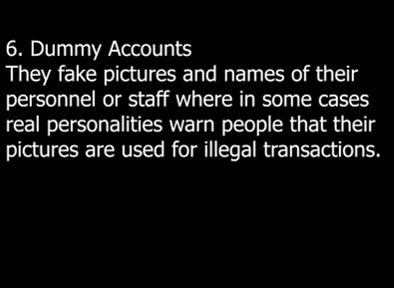 6. Dummy Accounts
They fake pictures and names of their
personnel or staff where in some cases
real personalities warn people that their
pictures are used for illegal transactions.